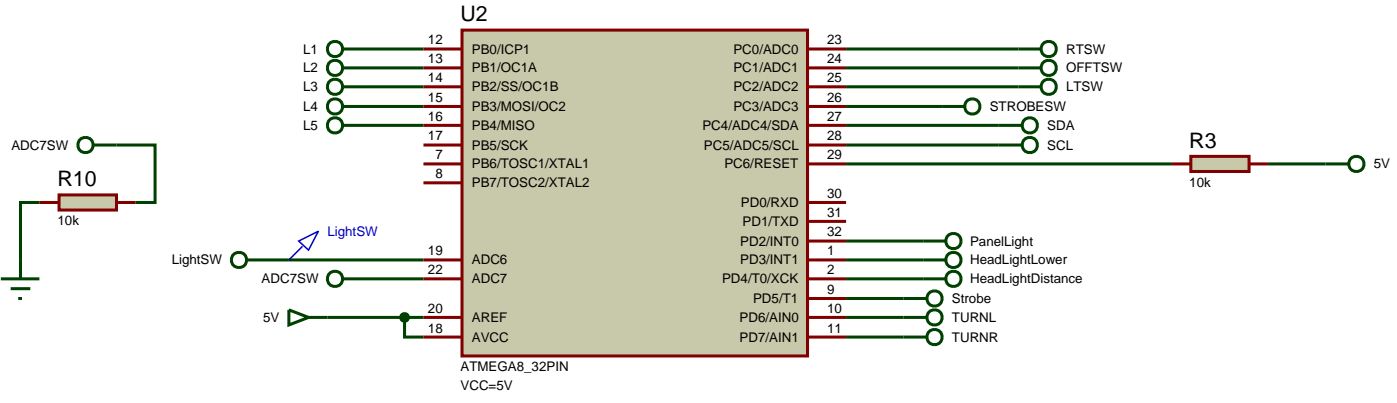 U2
L1 12 PB0/ICP1 PC0/ADC0 23 RTSW
L2 13 PB1/OC1A PC1/ADC1 24 OFFTSW
L3 14 PB2/SS/OC1B PC2/ADC2 25 LTSW
L4 15 PB3/MOSI/OC2 PC3/ADC3 26 STROBESW
L5 16 PB4/MISO PC4/ADC4/SDA 27 SDA
ADC7SW 17 PB5/SCK PC5/ADC5/SCL 28 SCL R3
7 PB6/TOSC1/XTAL1 PC6/RESET 29 5V
R10 8 PB7/TOSC2/XTAL2 10k
PD0/RXD 30
10k PD1/TXD 31
LightSW PD2/INT0 32 PanelLight
LightSW 19 ADC6 PD3/INT1 1 HeadLightLower
ADC7SW 22 ADC7 PD4/T0/XCK 2 HeadLightDistance
PD5/T1 9 Strobe
5V 20 AREF PD6/AIN0 10 TURNL
18 AVCC PD7/AIN1 11 TURNR
ATMEGA8_32PIN
VCC=5V